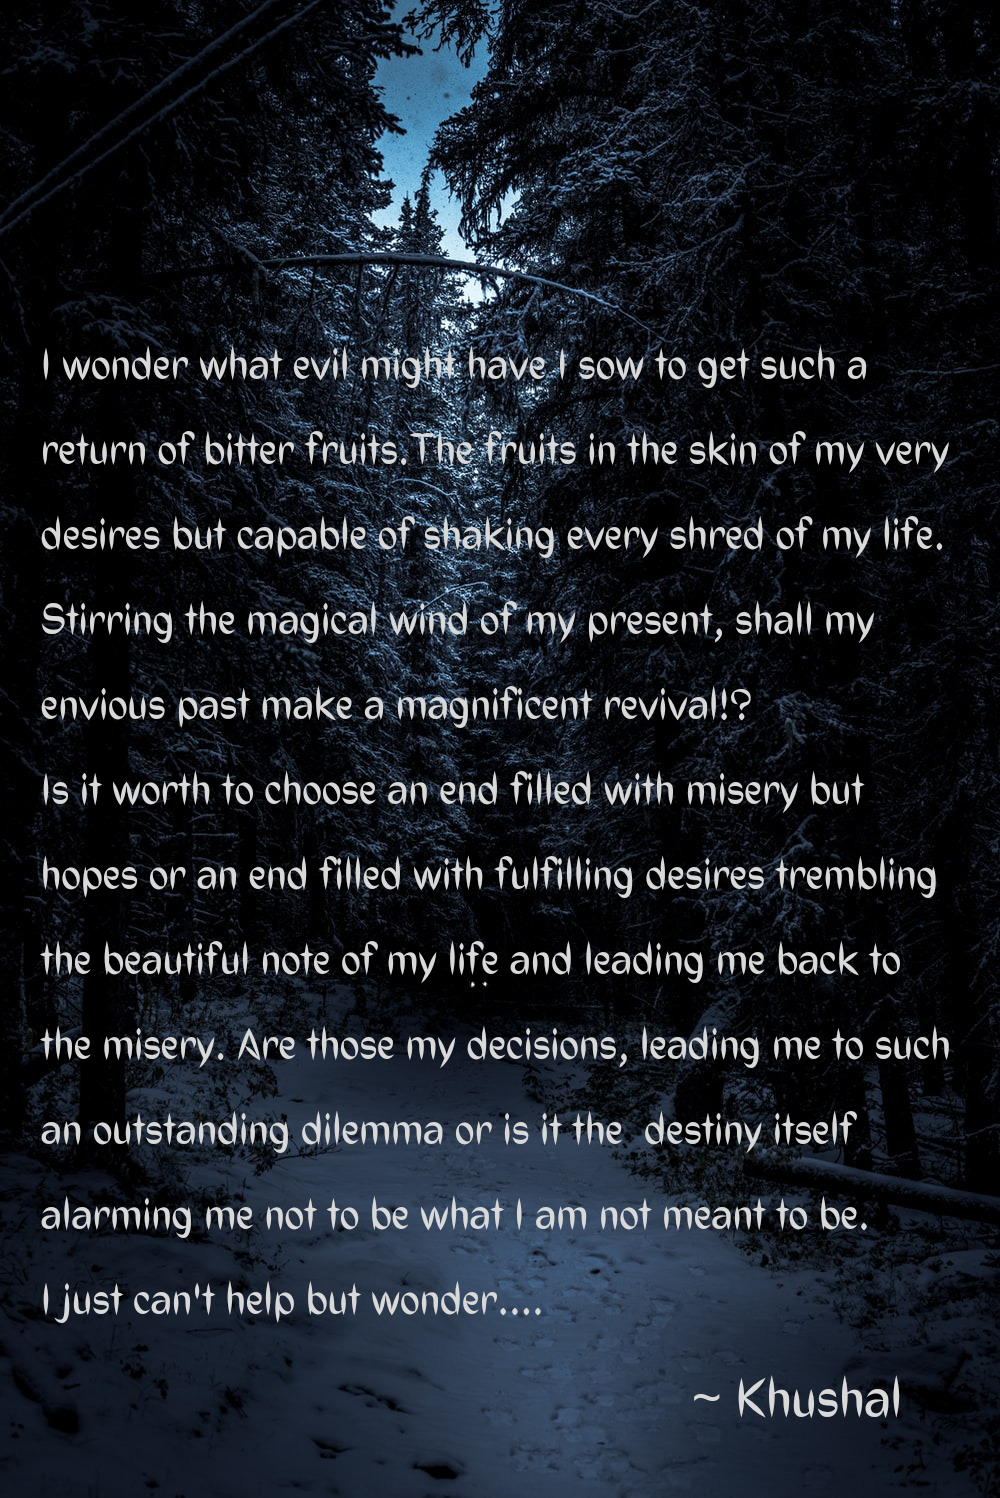 I wonder what evil might have I sow to get such a
return of bitter fruits.The fruits in the skin of my very
desires but capable of shaking every shred of my life.
Stirring the magical wind of my present, shall my
envious past make a magnificent revival!?
Is it worth to choose an end filled with misery but
hopes or an end filled with fulfilling desires trembling
the beautiful note of my life and leading me back to
the misery. Are those my decisions, leading me to such
an outstanding dilemma or is it the  destiny itself
alarming me not to be what I am not meant to be.
I just can't help but wonder....
~ Khushal